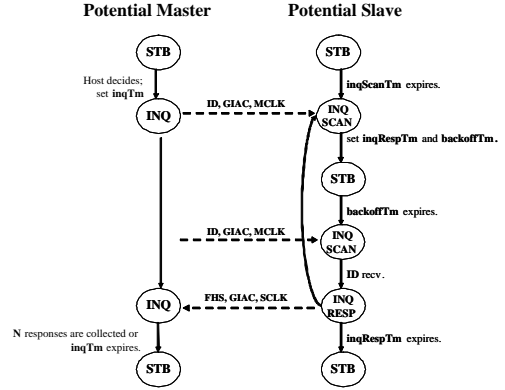 Potential Master
Potential Slave
STB
STB
Host decides;
set inqTm
inqScanTm expires.
INQ
ID, GIAC, MCLK
INQ
SCAN
set inqRespTm and backoffTm.
STB
backoffTm expires.
ID, GIAC, MCLK
INQ
SCAN
ID recv.
INQ
FHS, GIAC, SCLK
INQ
RESP
N responses are collected or
inqTm expires.
inqRespTm expires.
STB
STB